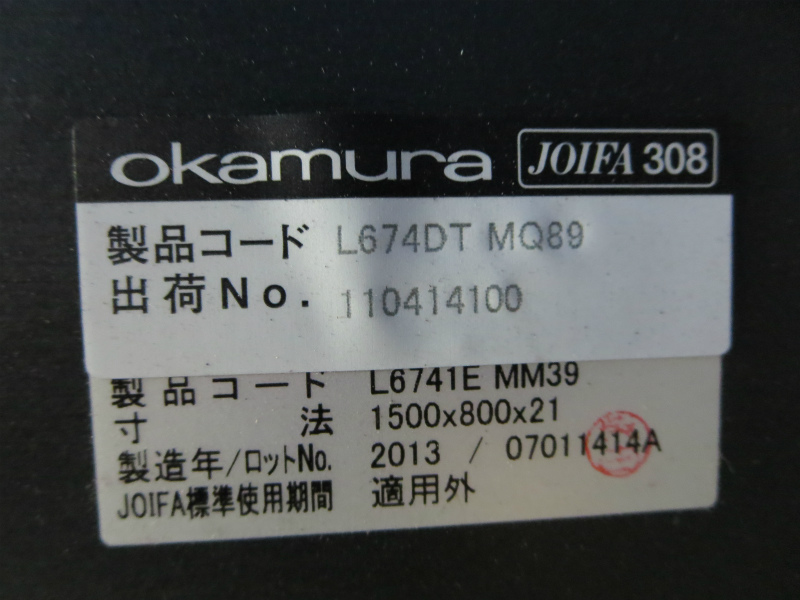 okamura JOIFA 308
製品コード L674DT MQ89
出荷No. 110414100
製品コード L6741E MM39
寸法 1500x800x21
製造年/ロットNo. 2013 / 07011414A
JOIFA標準使用期間 適用外